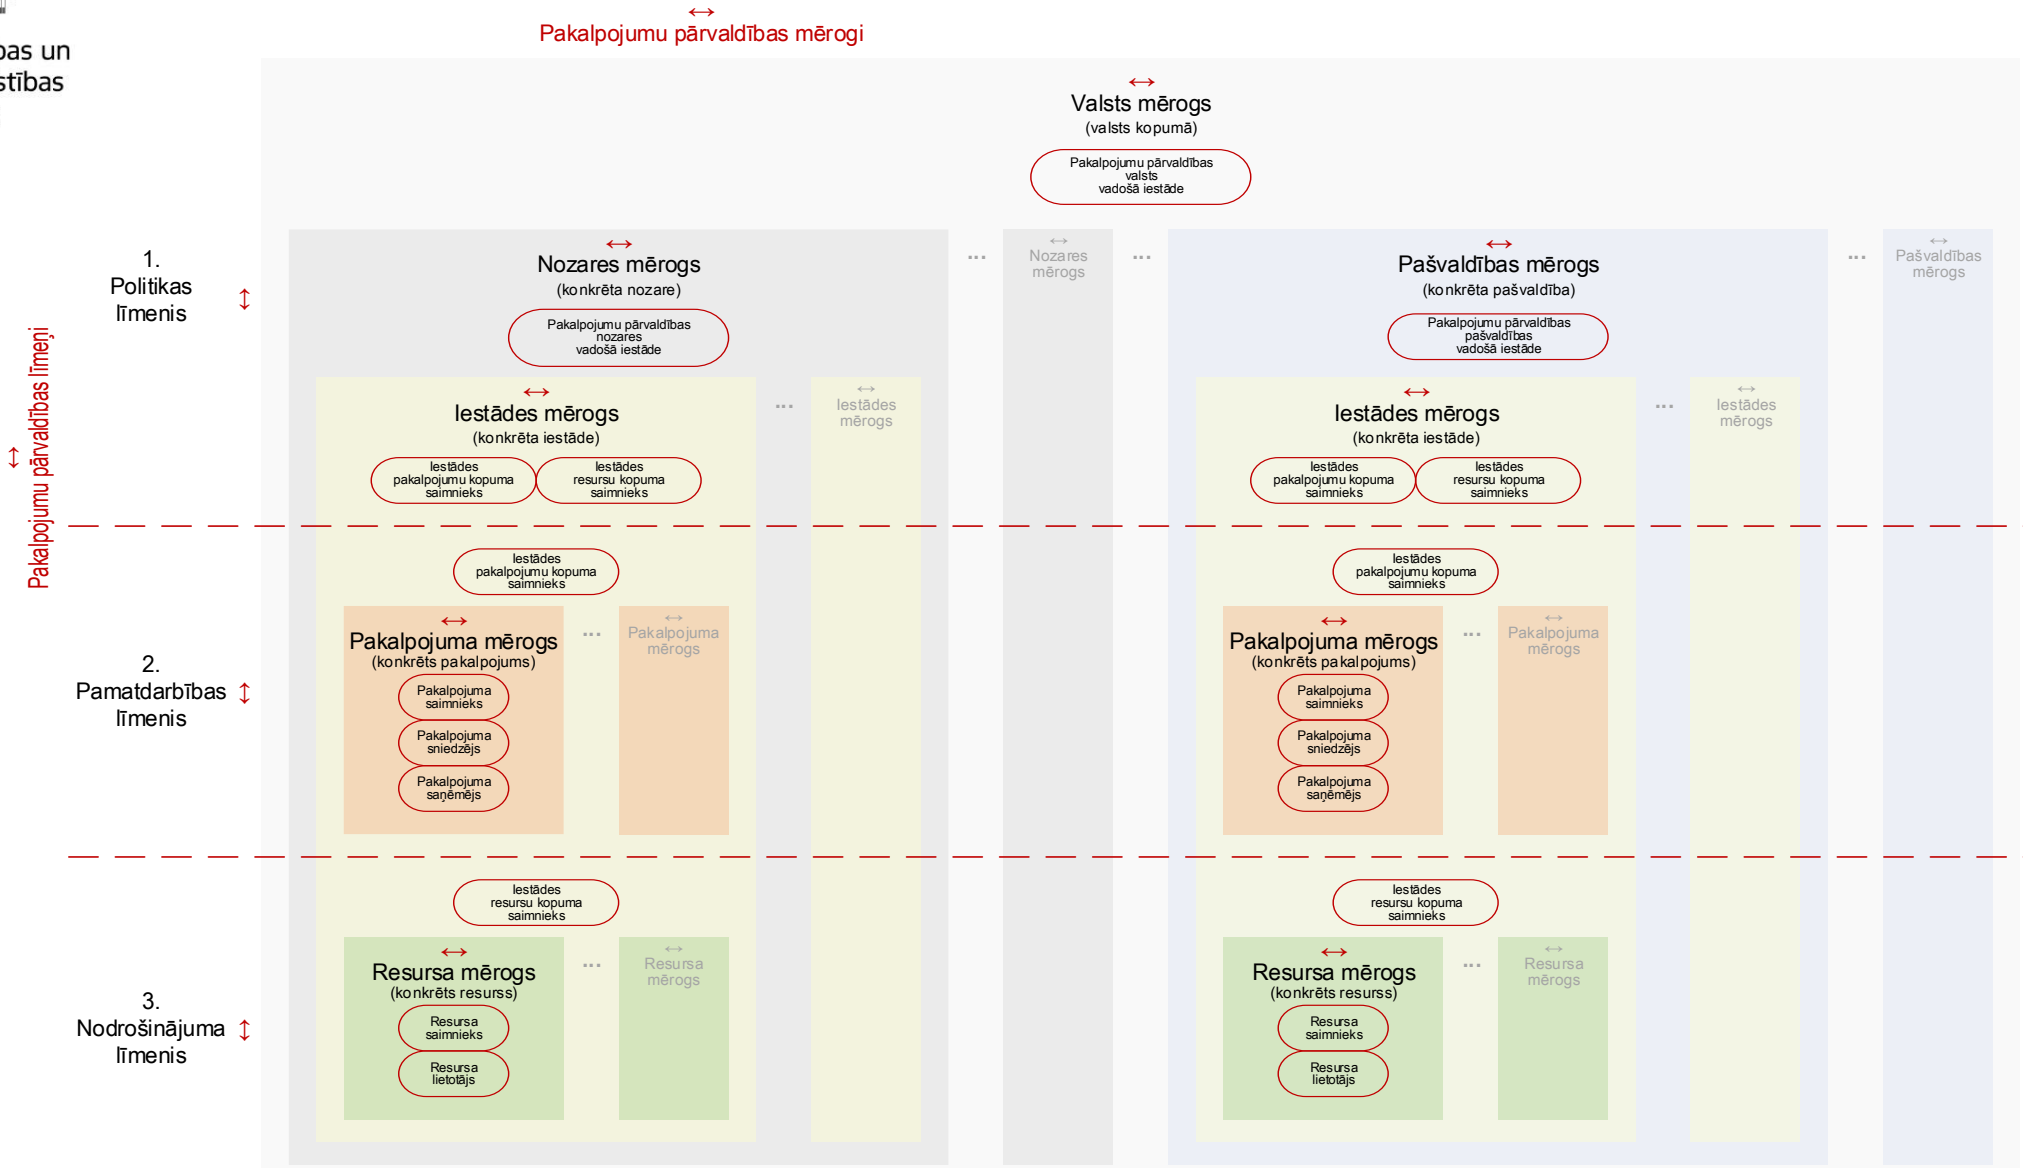 bas un
stības
Pakalpojumu pārvaldības mērogi
Valsts mērogs
(valsts kopumā)
Pakalpojumu pārvaldības
valsts
vadošā iestāde
Pakalpojumu pārvaldības līmeņi
1.
Politikas
līmenis
Nozares mērogs
(konkrēta nozare)
Pakalpojumu pārvaldības
nozares
vadošā iestāde
...
Nozares
mērogs
...
Pašvaldības mērogs
(konkrēta pašvaldība)
Pakalpojumu pārvaldības
pašvaldības
vadošā iestāde
...
Pašvaldības
mērogs
Iestādes mērogs
(konkrēta iestāde)
Iestādes
pakalpojumu kopuma
saimnieks
Iestādes
resursu kopuma
saimnieks
...
Iestādes
mērogs
Iestādes mērogs
(konkrēta iestāde)
Iestādes
pakalpojumu kopuma
saimnieks
Iestādes
resursu kopuma
saimnieks
...
Iestādes
mērogs
2.
Pamatdarbības
līmenis
Iestādes
pakalpojumu kopuma
saimnieks
Pakalpojuma mērogs
(konkrēts pakalpojums)
Pakalpojuma
saimnieks
Pakalpojuma
sniedzējs
Pakalpojuma
saņēmējs
...
Pakalpojuma
mērogs
Iestādes
pakalpojumu kopuma
saimnieks
Pakalpojuma mērogs
(konkrēts pakalpojums)
Pakalpojuma
saimnieks
Pakalpojuma
sniedzējs
Pakalpojuma
saņēmējs
...
Pakalpojuma
mērogs
3.
Nodrošinājuma
līmenis
Iestādes
resursu kopuma
saimnieks
Resursa mērogs
(konkrēts resurss)
Resursa
saimnieks
Resursa
lietotājs
...
Resursa
mērogs
Iestādes
resursu kopuma
saimnieks
Resursa mērogs
(konkrēts resurss)
Resursa
saimnieks
Resursa
lietotājs
...
Resursa
mērogs